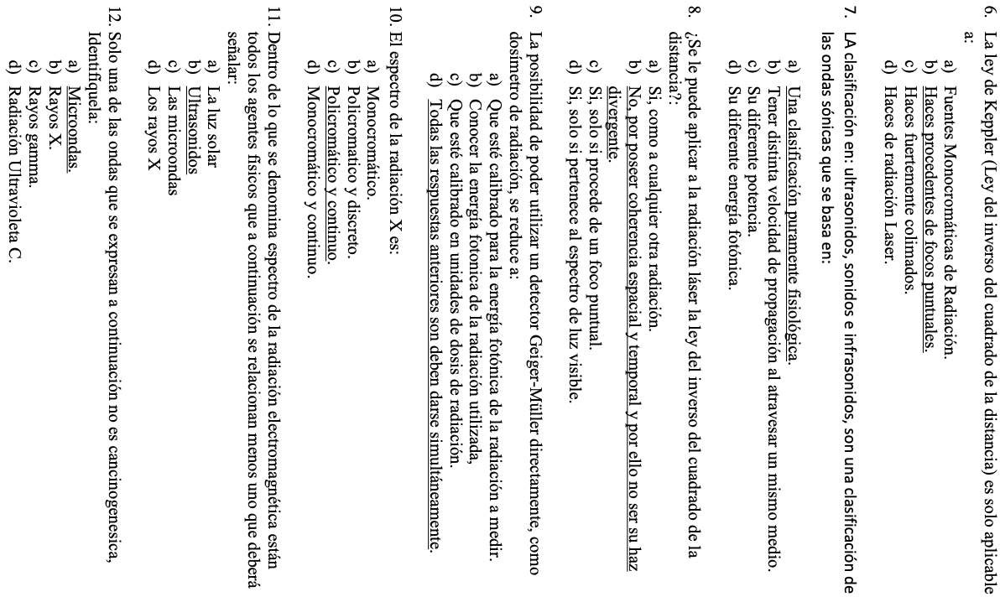 6. La ley de Keppler (Ley del inverso del cuadrado de la distancia) es solo aplicable
a:
a) Fuentes Monocromáticas de Radiación.
b) Haces procedentes de focos puntuales.
c) Haces fuertemente colimados.
d) Haces de radiación Laser.
7. LA clasificación en: ultrasonidos, sonidos e infrasonidos, son una clasificación de
las ondas sónicas que se basa en:
a) Una clasificación puramente fisiológica.
b) Tener distinta velocidad de propagación al atravesar un mismo medio.
c) Su diferente potencia.
d) Su diferente energía fotónica.
8. ¿Se le puede aplicar a la radiación láser la ley del inverso del cuadrado de la
distancia?:
a) Si, como a cualquier otra radiación.
b) No, por poseer coherencia espacial y temporal y por ello no ser su haz
divergente.
c) Si, solo si procede de un foco puntual.
d) Si, solo si pertenece al espectro de luz visible.
9. La posibilidad de poder utilizar un detector Geiger-Müller directamente, como
dosímetro de radiación, se reduce a:
a) Que esté calibrado para la energía fotónica de la radiación a medir.
b) Conocer la energía fotonica de la radiación utilizada,
c) Que esté calibrado en unidades de dosis de radiación.
d) Todas las respuestas anteriores son deben darse simultáneamente.
10. El espectro de la radiación X es:
a) Monocromático.
b) Policromatico y discreto.
c) Policromático y continuo.
d) Monocromático y continuo.
11. Dentro de lo que se denomina espectro de la radiación electromagnética están
todos los agentes físicos que a continuación se relacionan menos uno que deberá
señalar:
a) La luz solar
b) Ultrasonidos
c) Las microondas
d) Los rayos X
12. Solo una de las ondas que se expresan a continuación no es cancinogenesica,
Identifíquela:
a) Microondas.
b) Rayos X.
c) Rayos gamma.
d) Radiación Ultravioleta C.